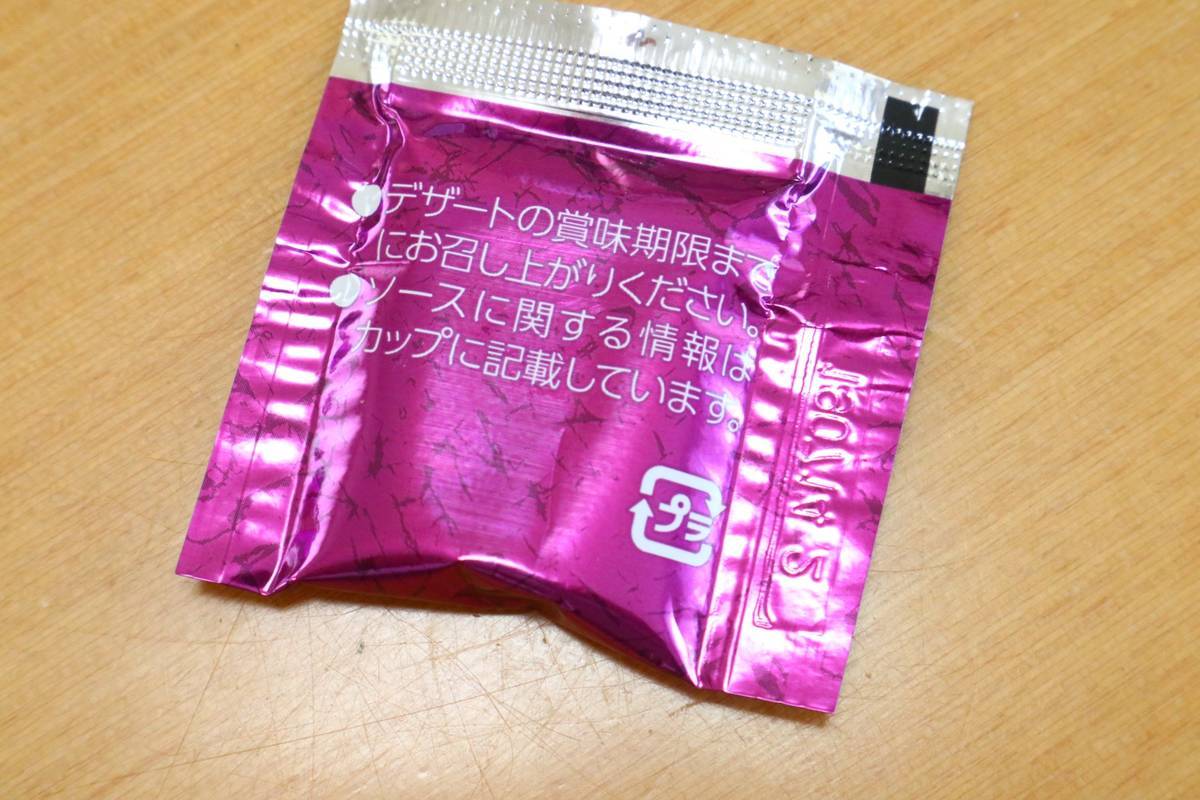 ●デザートの賞味期限まで
にお召し上がりください。
●ソースに関する情報は
カップに記載しています。
プラ